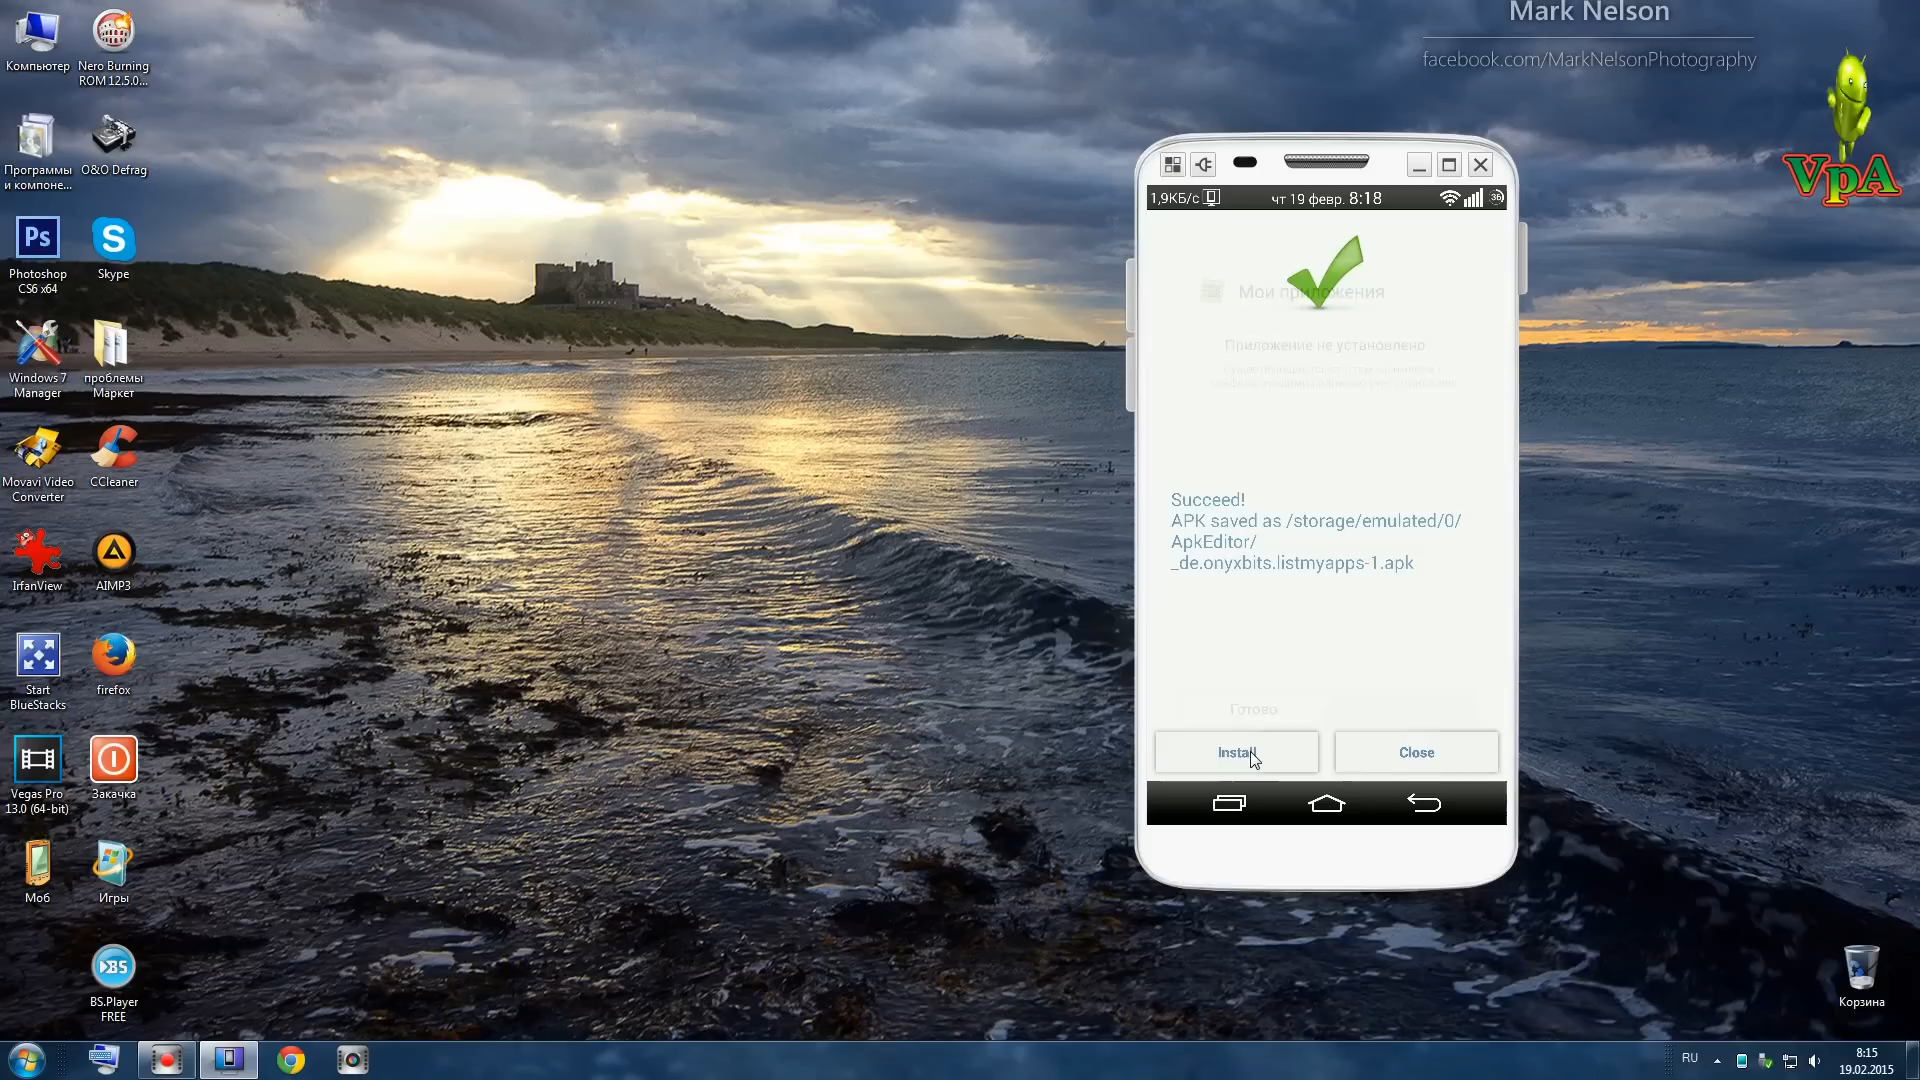 Компьютер
Nero Burning
ROM 12.5.0...
Программы
и компоне...
O&O Defrag
Ps
Photoshop
CS6 x64
Skype
Windows 7
Manager
проблемы
Маркет
Movavi Video
Converter
CCleaner
IrfanView
AIMP3
Start
BlueStacks
firefox
Vegas Pro
13.0 (64-bit)
Закачка
Моб
Игры
BS
BS.Player
FREE
Mark Nelson
facebook.com/MarkNelsonPhotography
VpA
1,9КБ/с
чт 19 февр. 8:18
36
Мои приложения
Приложение не установлено
Succeed!
APK saved as /storage/emulated/0/
ApkEditor/
_de.onyxbits.listmyapps-1.apk
Готово
Install
Close
Корзина
RU
8:15
19.02.2015